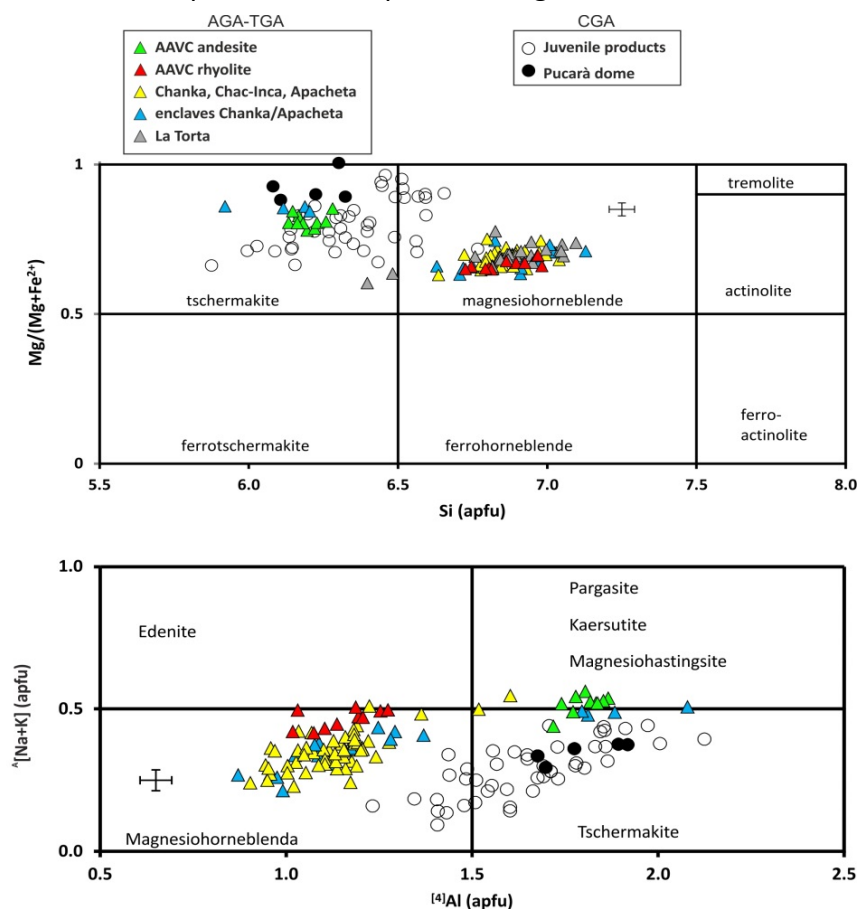 AGA-TGA
AAVC andesite
AAVC rhyolite
Chanka, Chac-Inca, Apacheta
enclaves Chanka/Apacheta
La Torta
CGA
Juvenile products
Pucarà dome
1
0.5
0
Mg/(Mg+Fe²⁺)
tschermakite
magnesiohorneblende
tremolite
actinolite
ferrotschermakite
ferrohorneblende
ferro-
actinolite
5.5 6.0 6.5 7.0 7.5 8.0
Si (apfu)
1.0
0.5
0.0
ᴬ[Na+K] (apfu)
Edenite
Pargasite
Kaersutite
Magnesiohastingsite
Magnesiohorneblenda
Tschermakite
0.5 1.0 1.5 2.0 2.5
[4]Al (apfu)